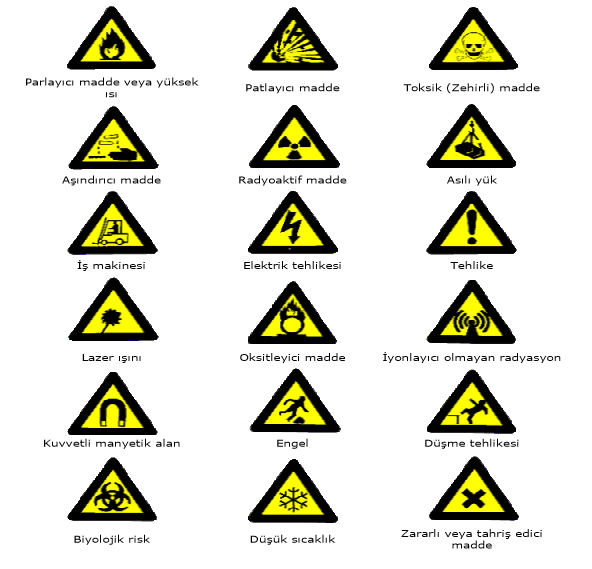 Parlayıcı madde veya yüksek
ısı
Patlayıcı madde
Toksik (Zehirli) madde
Aşındırıcı madde
Radyoaktif madde
Asılı yük
İş makinesi
Elektrik tehlikesi
Tehlike
Lazer ışını
Oksitleyici madde
İyonlayıcı olmayan radyasyon
Kuvvetli manyetik alan
Engel
Düşme tehlikesi
Biyolojik risk
Düşük sıcaklık
Zararlı veya tahriş edici
madde